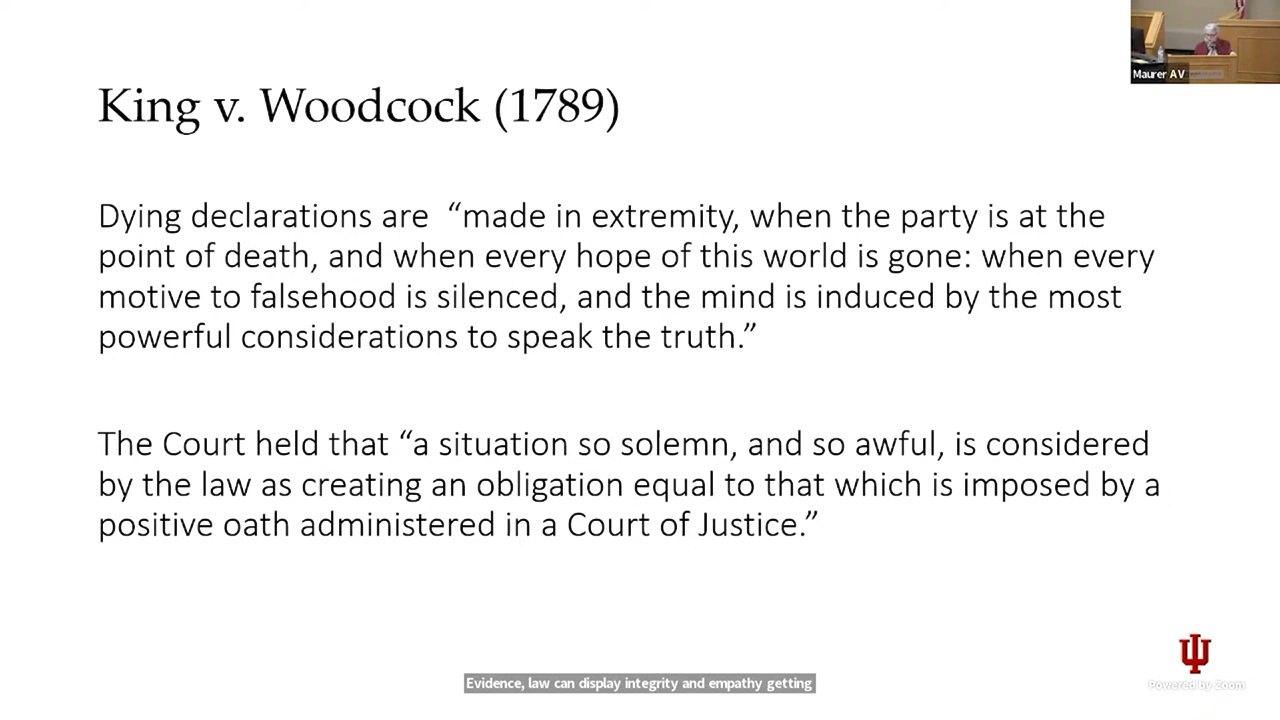 Maurer AV
King v. Woodcock (1789)
Dying declarations are “made in extremity, when the party is at the
point of death, and when every hope of this world is gone: when every
motive to falsehood is silenced, and the mind is induced by the most
powerful considerations to speak the truth.”
The Court held that “a situation so solemn, and so awful, is considered
by the law as creating an obligation equal to that which is imposed by a
positive oath administered in a Court of Justice.”
Evidence, law can display integrity and empathy getting
Powered by Zoom